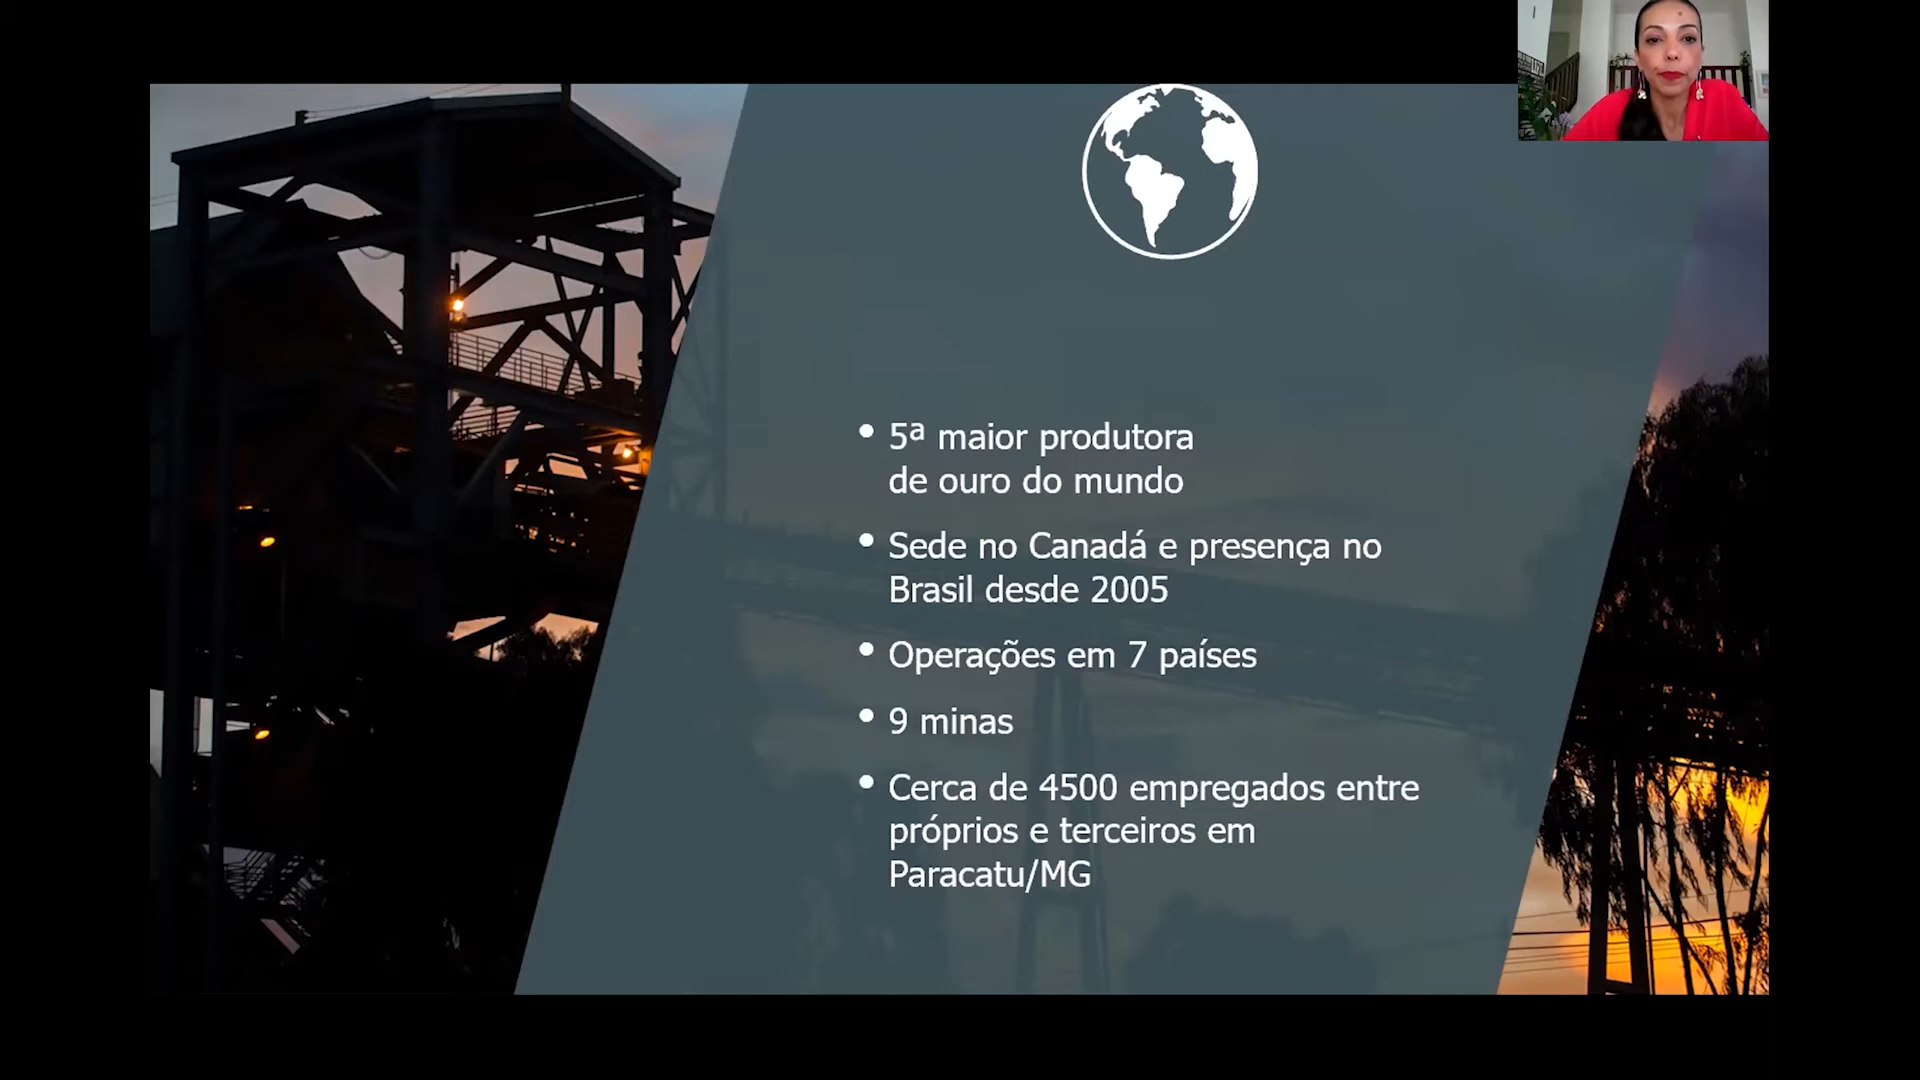 • 5ª maior produtora
de ouro do mundo
• Sede no Canadá e presença no
Brasil desde 2005
• Operações em 7 países
• 9 minas
• Cerca de 4500 empregados entre
próprios e terceiros em
Paracatu/MG